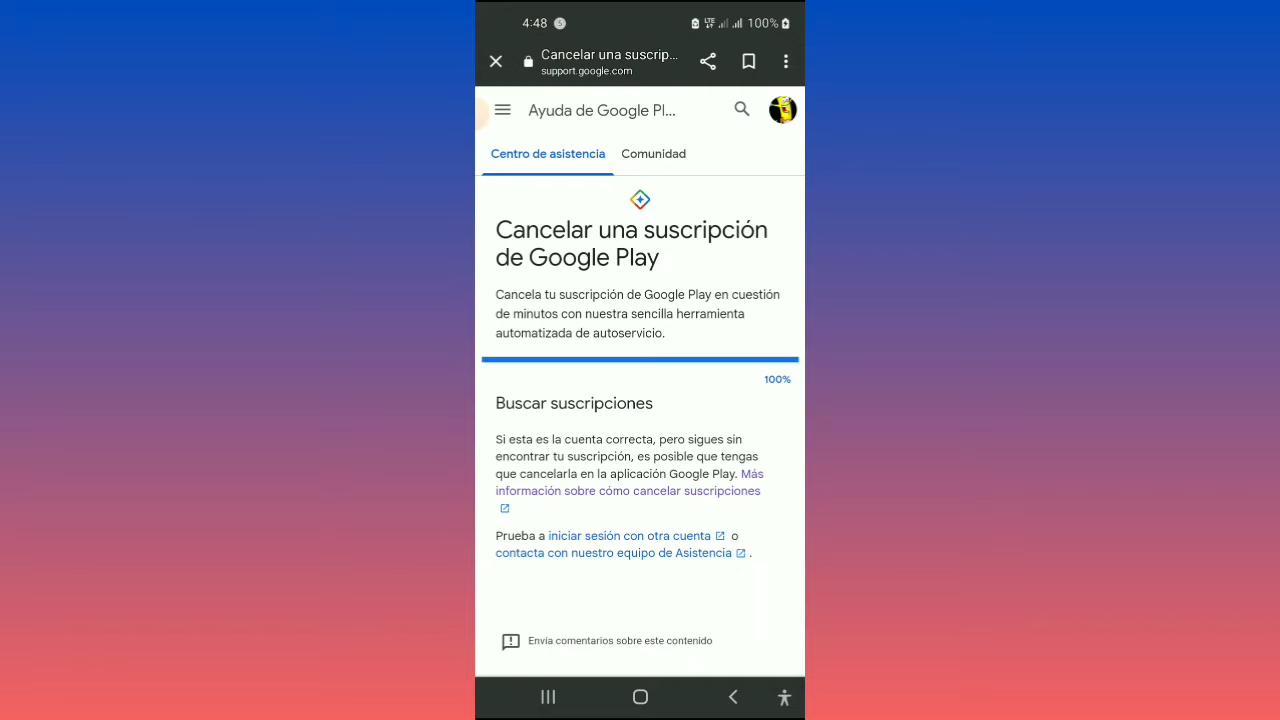 4:48
S
LTE
100%
Cancelar una suscrip...
support.google.com
Ayuda de Google Pl...
Centro de asistencia
Comunidad
Cancelar una suscripción
de Google Play
Cancela tu suscripción de Google Play en cuestión
de minutos con nuestra sencilla herramienta
automatizada de autoservicio.
100%
Buscar suscripciones
Si esta es la cuenta correcta, pero sigues sin
encontrar tu suscripción, es posible que tengas
que cancelarla en la aplicación Google Play. Más
información sobre cómo cancelar suscripciones
Prueba a iniciar sesión con otra cuenta o
contacta con nuestro equipo de Asistencia .
Envía comentarios sobre este contenido